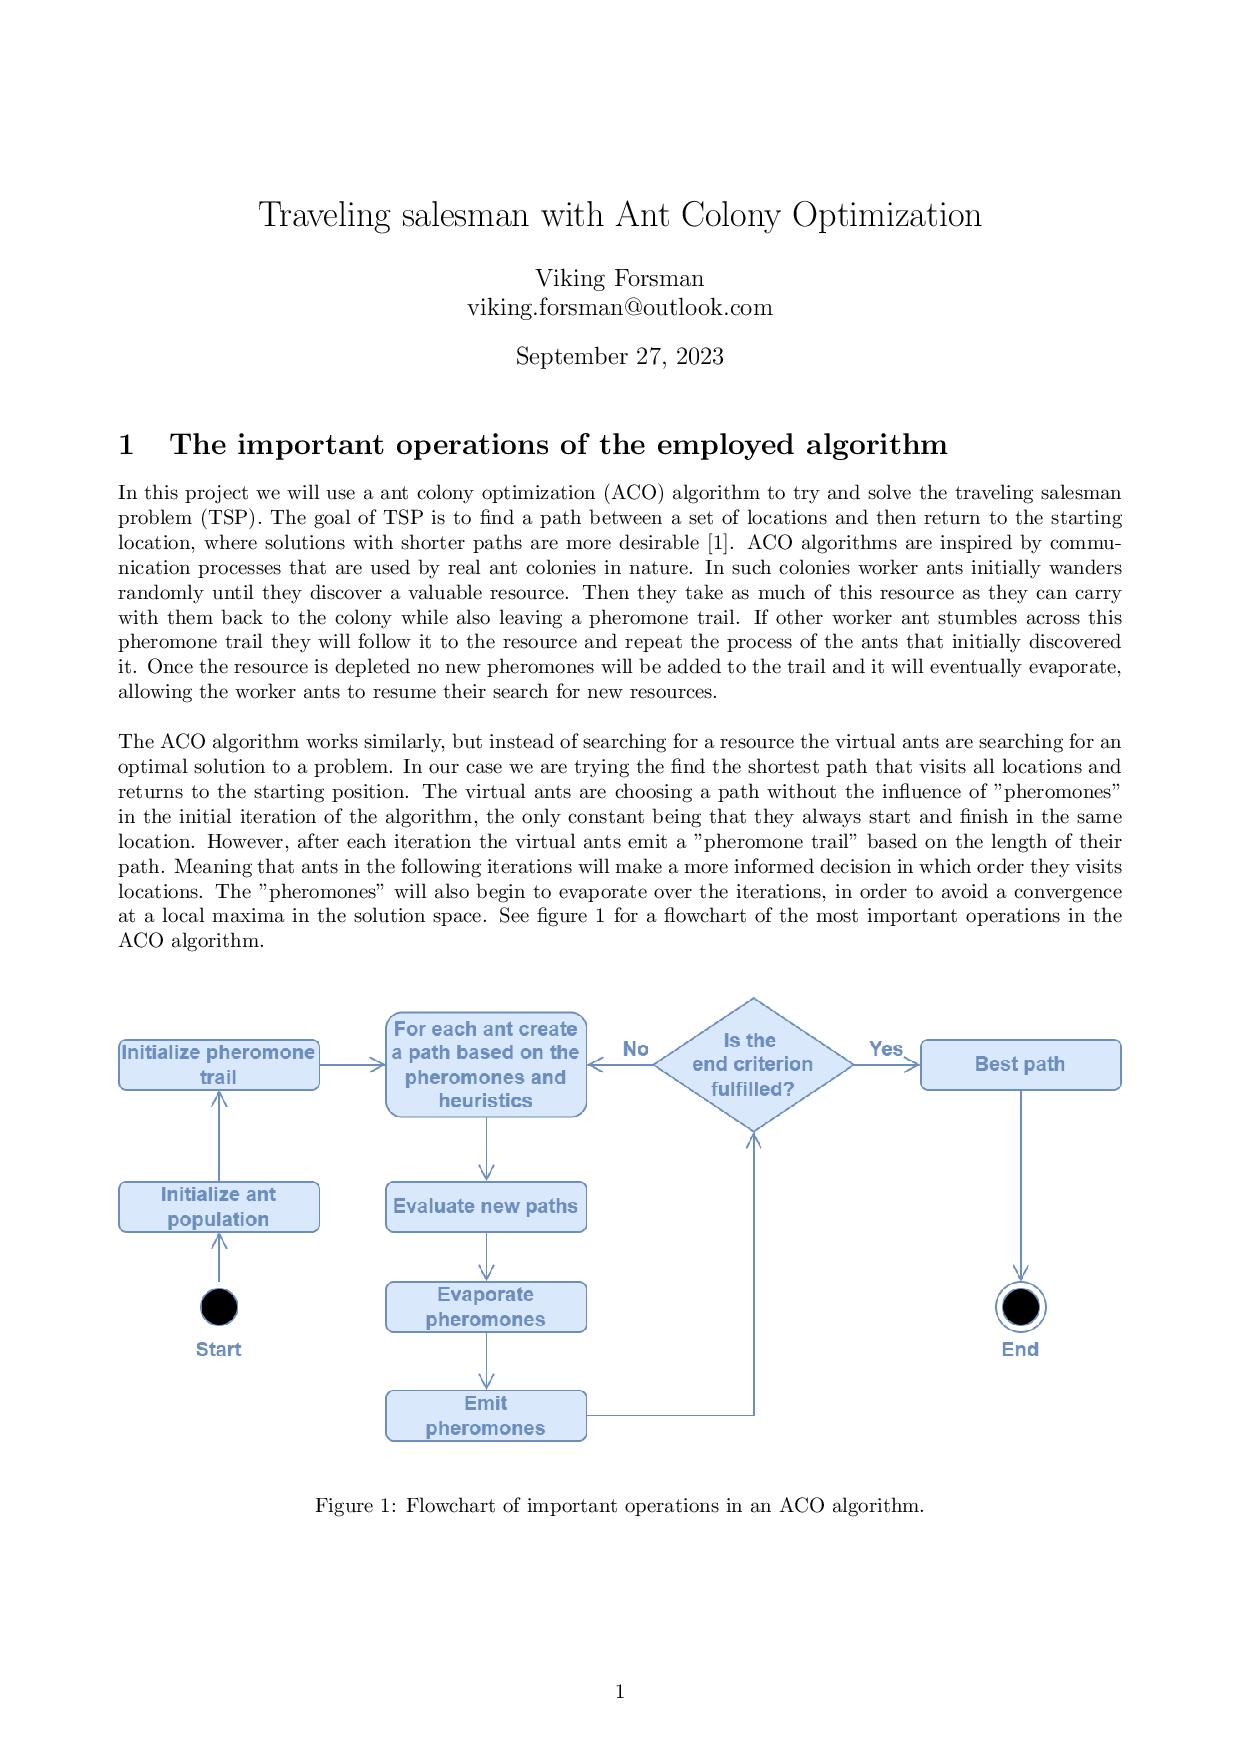 Traveling salesman with Ant Colony Optimization
Viking Forsman
viking.forsman@outlook.com
September 27, 2023
1 The important operations of the employed algorithm
In this project we will use a ant colony optimization (ACO) algorithm to try and solve the traveling salesman
problem (TSP). The goal of TSP is to find a path between a set of locations and then return to the starting
location, where solutions with shorter paths are more desirable [1]. ACO algorithms are inspired by commu-
nication processes that are used by real ant colonies in nature. In such colonies worker ants initially wanders
randomly until they discover a valuable resource. Then they take as much of this resource as they can carry
with them back to the colony while also leaving a pheromone trail. If other worker ant stumbles across this
pheromone trail they will follow it to the resource and repeat the process of the ants that initially discovered
it. Once the resource is depleted no new pheromones will be added to the trail and it will eventually evaporate,
allowing the worker ants to resume their search for new resources.
The ACO algorithm works similarly, but instead of searching for a resource the virtual ants are searching for an
optimal solution to a problem. In our case we are trying the find the shortest path that visits all locations and
returns to the starting position. The virtual ants are choosing a path without the influence of ”pheromones”
in the initial iteration of the algorithm, the only constant being that they always start and finish in the same
location. However, after each iteration the virtual ants emit a ”pheromone trail” based on the length of their
path. Meaning that ants in the following iterations will make a more informed decision in which order they visits
locations. The ”pheromones” will also begin to evaporate over the iterations, in order to avoid a convergence
at a local maxima in the solution space. See figure 1 for a flowchart of the most important operations in the
ACO algorithm.
Initialize pheromone
trail
Initialize ant
population
Start
For each ant create
a path based on the
pheromones and
heuristics
Evaluate new paths
Evaporate
pheromones
Emit
pheromones
No
Is the
end criterion
fulfilled?
Yes
Best path
End
Figure 1: Flowchart of important operations in an ACO algorithm.
1